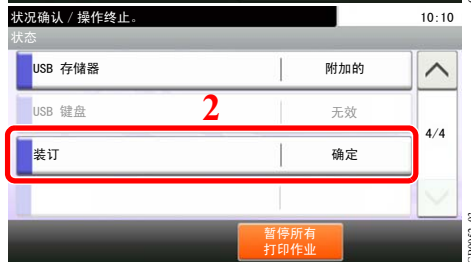 状况确认 / 操作终止。 10:10
状态
USB 存储器 附加的
USB 键盘 无效
2
4/4
装订 确定
暂停所有
打印作业